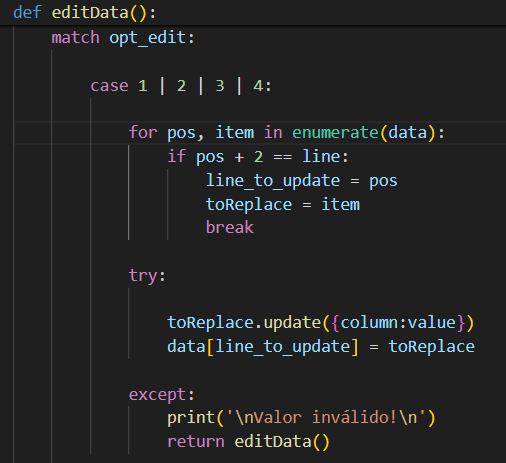 def editData():
match opt_edit:
case 1 | 2 | 3 | 4:
for pos, item in enumerate(data):
if pos + 2 == line:
line_to_update = pos
toReplace = item
break
try:
toReplace.update({column:value})
data[line_to_update] = toReplace
except:
print('\nValor inválido!\n')
return editData()